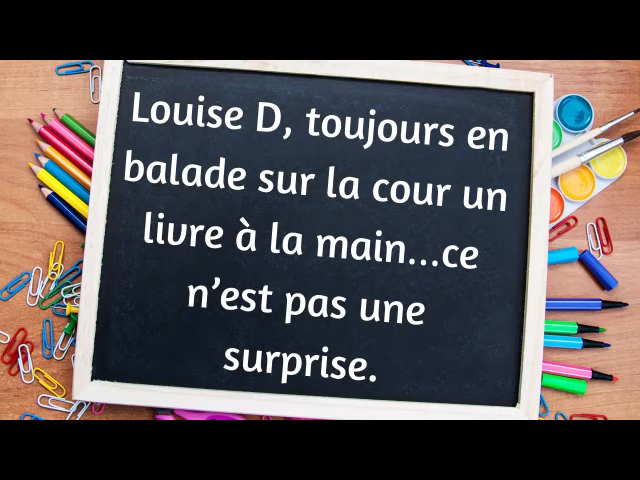 Louise D, toujours en
balade sur la cour un
livre à la main...ce
n’est pas une
surprise.